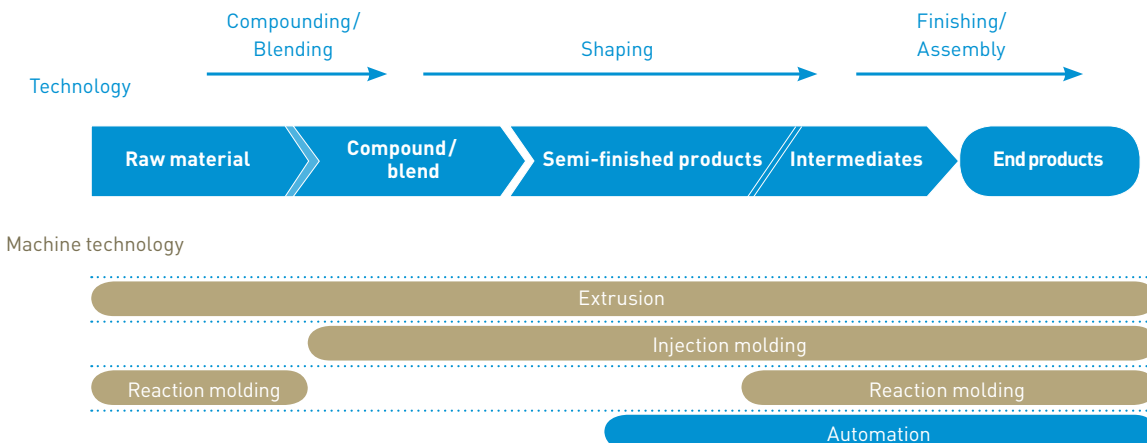 Compounding/
Blending
Shaping
Finishing/
Assembly
Technology
Raw material
Compound/
blend
Semi-finished products
Intermediates
End products
Machine technology
Extrusion
Injection molding
Reaction molding
Reaction molding
Automation